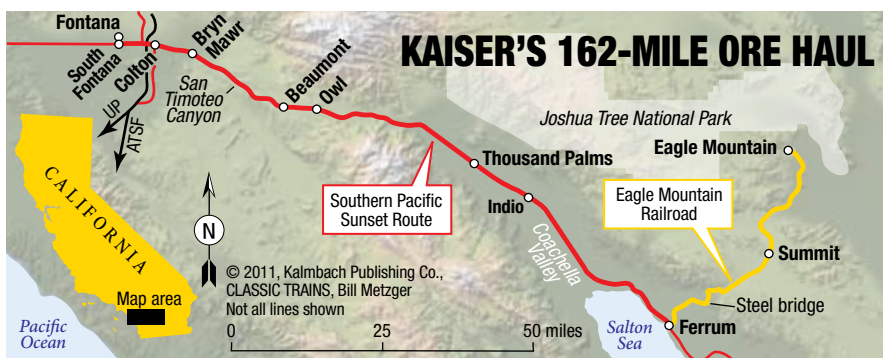 KAISER'S 162-MILE ORE HAUL
Fontana
South
Fontana
Colton
Bryn
Mawr
San
Timoteo
Canyon
Beaumont
Owl
UP
ATSF
Joshua Tree National Park
Eagle Mountain
Thousand Palms
Southern Pacific
Sunset Route
Indio
Eagle Mountain
Railroad
Coachella
Valley
Summit
Steel bridge
Ferrum
Salton
Sea
CALIFORNIA
Map area
Pacific
Ocean
N
© 2011, Kalmbach Publishing Co.,
CLASSIC TRAINS, Bill Metzger
Not all lines shown
0 25 50 miles